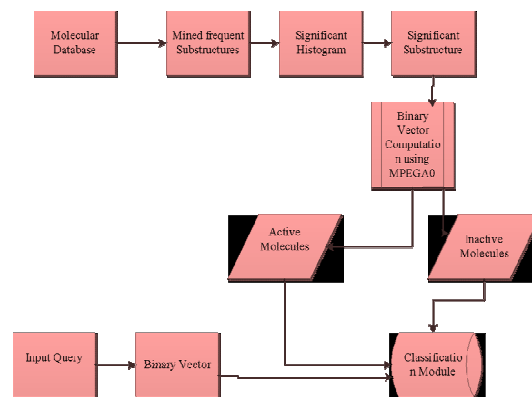 Molecular
Database
Mined frequent
Substructures
Significant
Histogram
Significant
Substructure
Binary
Vector
Computatio
n using
MPEGA0
Active
Molecules
Inactive
Molecules
Input Query
Binary Vector
Classificatio
n Module